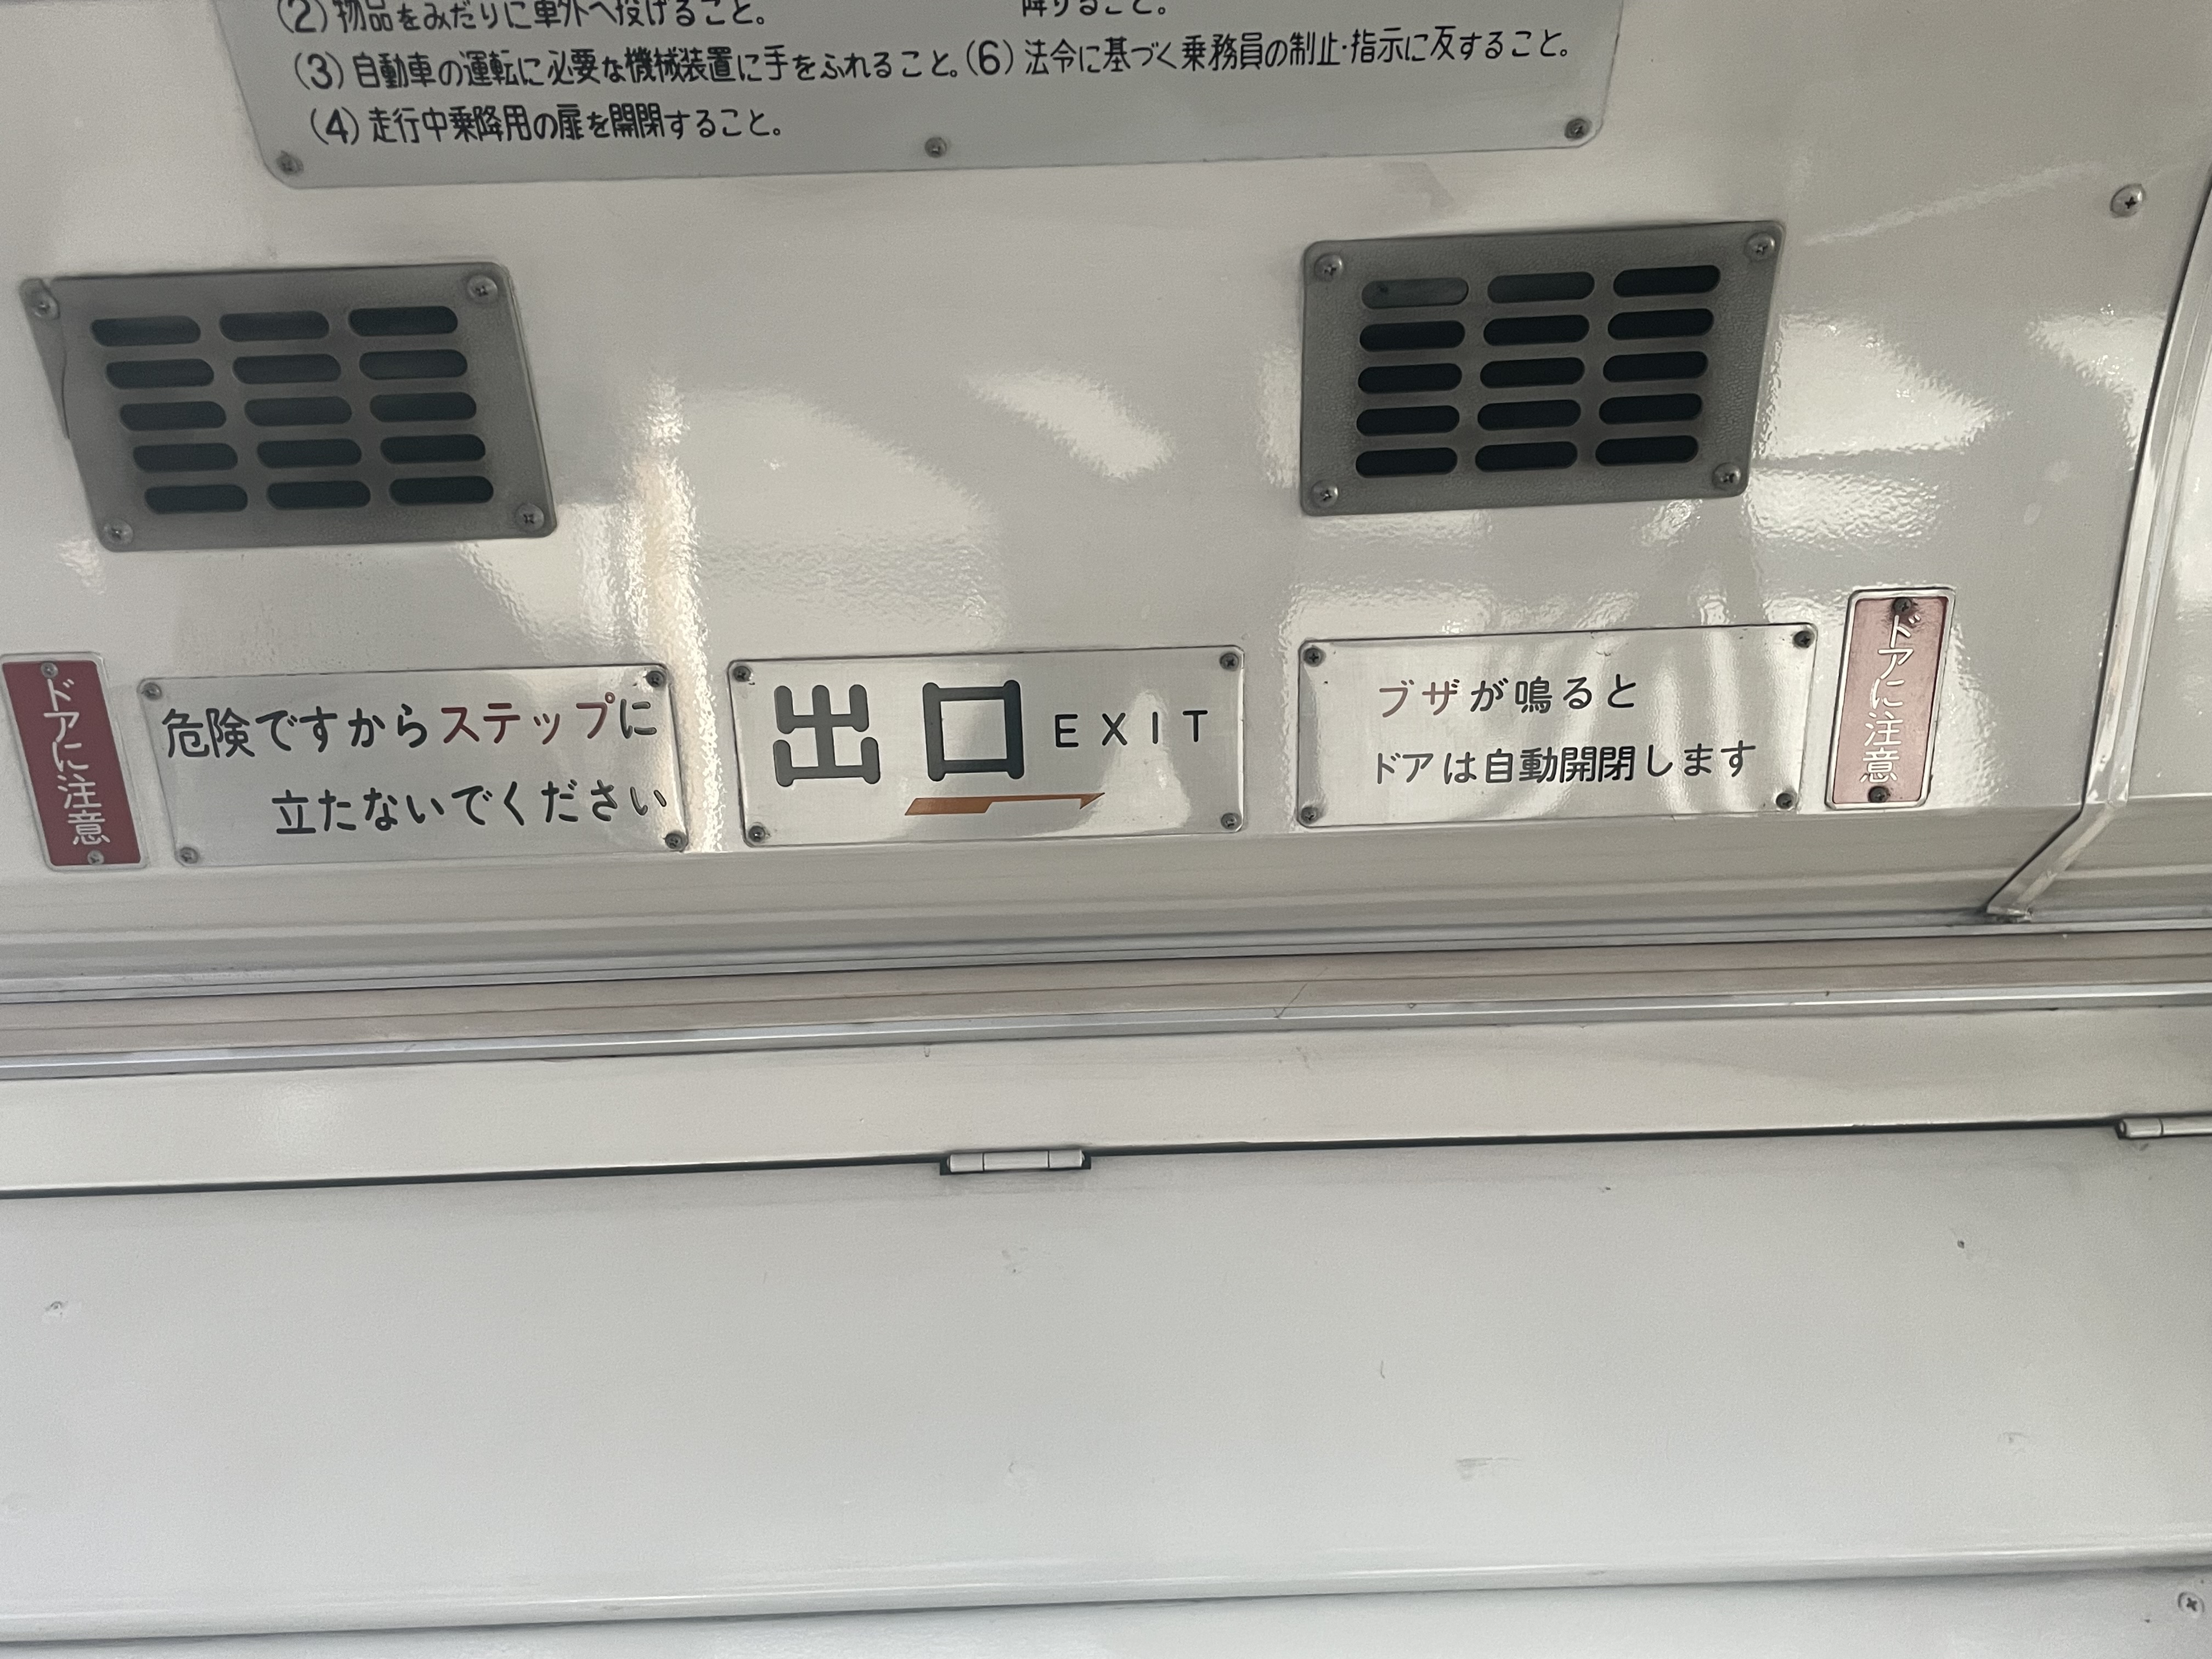 (2)物品をみだりに車外へ投げること。
(3)自動車の運転に必要な機械装置に手をふれること。
(4)走行中乗降用の扉を開閉すること。
降りること。
(6)法令に基づく乗務員の制止・指示に反すること。
ドアに注意
危険ですからステップに
立たないでください
出口 EXIT
ブザが鳴ると
ドアは自動開閉します
ドアに注意